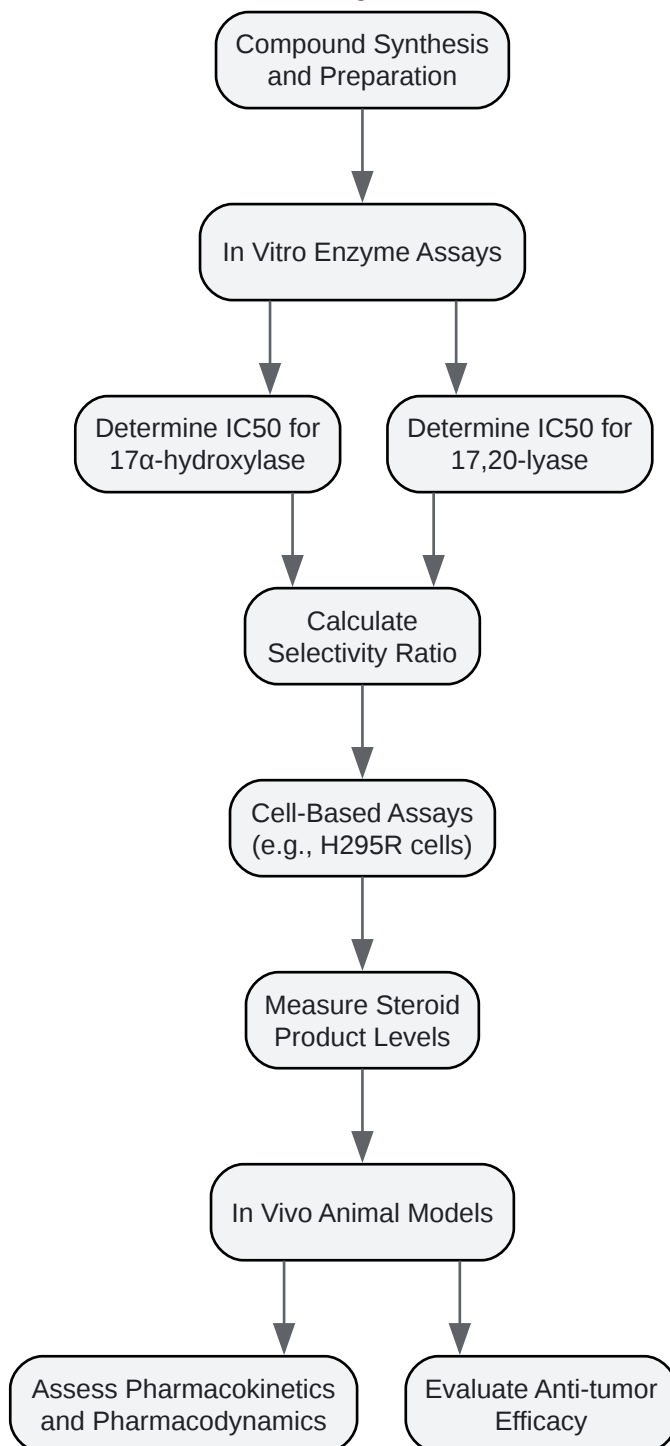 Compound Synthesis
and Preparation
In Vitro Enzyme Assays
Determine IC50 for
17α-hydroxylase
Determine IC50 for
17,20-lyase
Calculate
Selectivity Ratio
Cell-Based Assays
(e.g., H295R cells)
Measure Steroid
Product Levels
In Vivo Animal Models
Assess Pharmacokinetics
and Pharmacodynamics
Evaluate Anti-tumor
Efficacy